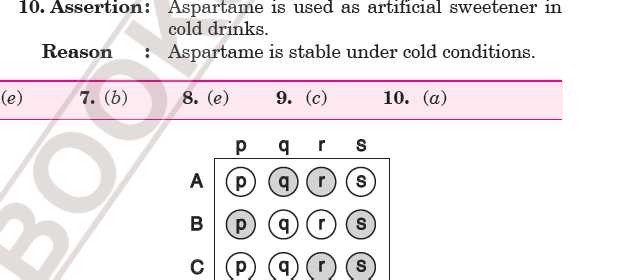 10. Assertion: Aspartame is used as artificial sweetener in
cold drinks.
Reason : Aspartame is stable under cold conditions.
(e) 7. (b) 8. (e) 9. (c) 10. (a)
p q r s
A p q r s
B p q r s
C p q r s
BOOK